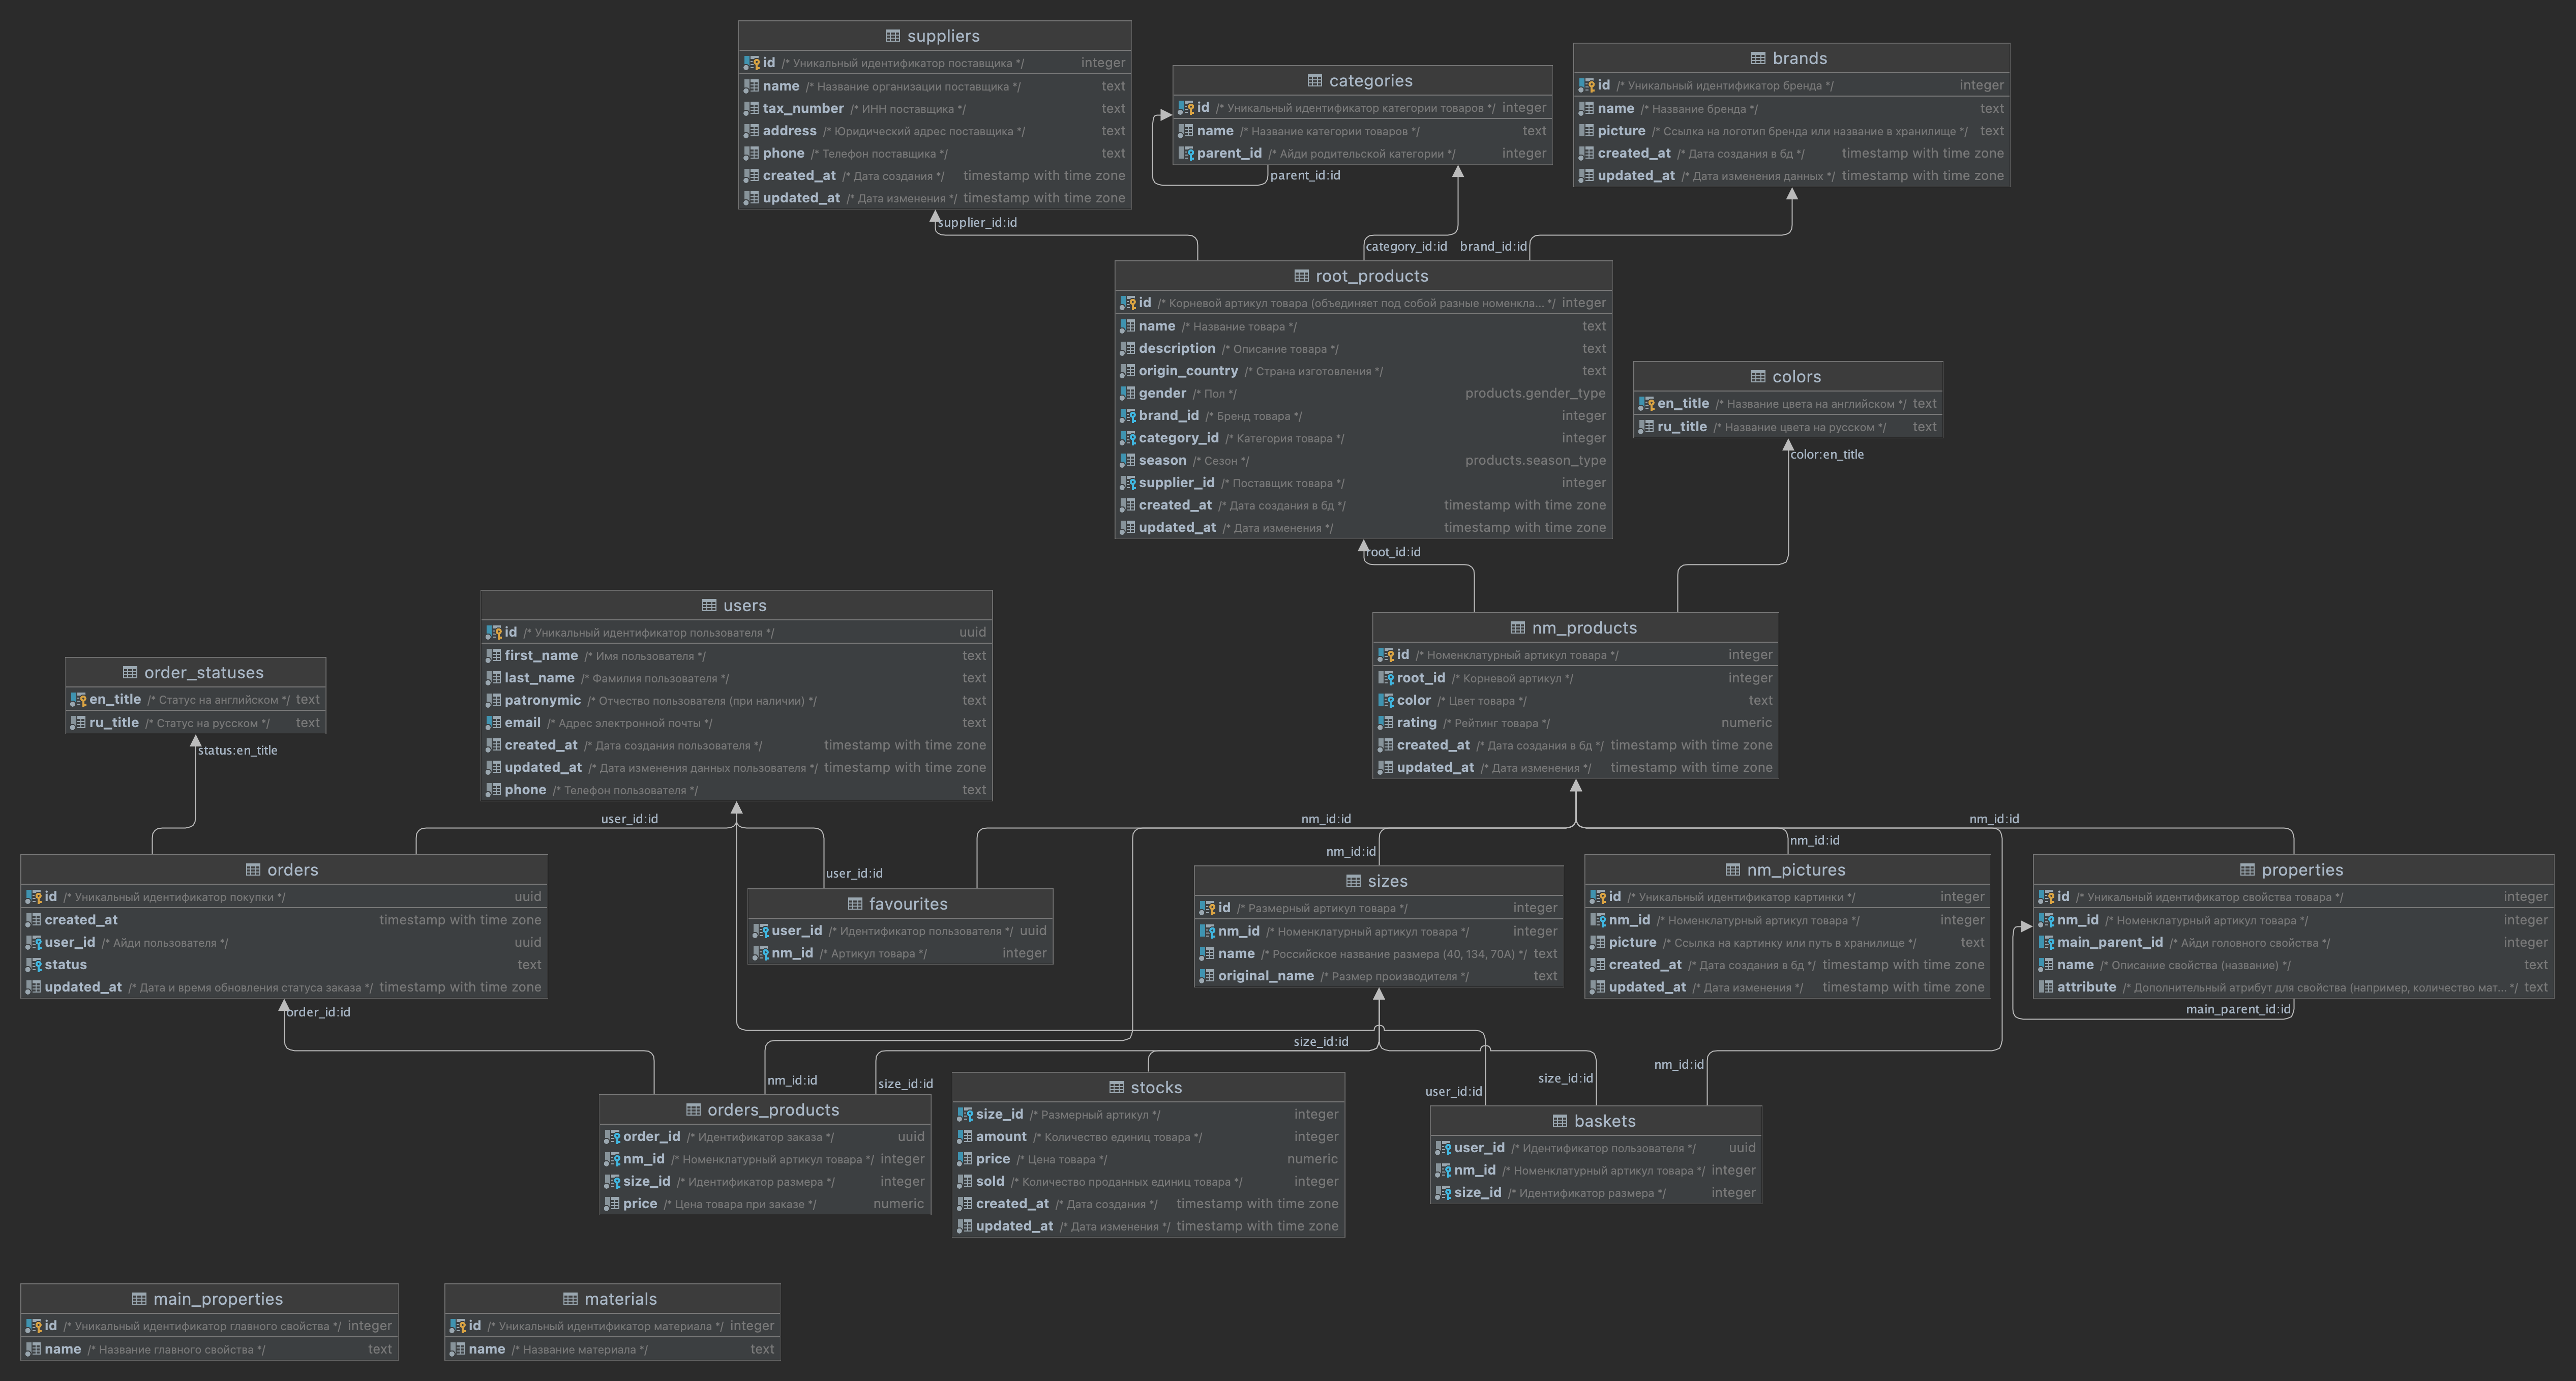 suppliers
id /* Уникальный идентификатор поставщика */ integer
name /* Название организации поставщика */ text
tax_number /* ИНН поставщика */ text
address /* Юридический адрес поставщика */ text
phone /* Телефон поставщика */ text
created_at /* Дата создания */ timestamp with time zone
updated_at /* Дата изменения */ timestamp with time zone
categories
id /* Уникальный идентификатор категории товаров */ integer
name /* Название категории товаров */ text
parent_id /* Айди родительской категории */ integer
parent_id:id
brands
id /* Уникальный идентификатор бренда */ integer
name /* Название бренда */ text
picture /* Ссылка на логотип бренда или название в хранилище */ text
created_at /* Дата создания в бд */ timestamp with time zone
updated_at /* Дата изменения данных */ timestamp with time zone
supplier_id:id
category_id:id
brand_id:id
root_products
id /* Корневой артикул товара (объединяет под собой разные номенкла... */ integer
name /* Название товара */ text
description /* Описание товара */ text
origin_country /* Страна изготовления */ text
gender /* Пол */ products.gender_type
brand_id /* Бренд товара */ integer
category_id /* Категория товара */ integer
season /* Сезон */ products.season_type
supplier_id /* Поставщик товара */ integer
created_at /* Дата создания в бд */ timestamp with time zone
updated_at /* Дата изменения */ timestamp with time zone
colors
en_title /* Название цвета на английском */ text
ru_title /* Название цвета на русском */ text
color:en_title
root_id:id
users
id /* Уникальный идентификатор пользователя */ uuid
first_name /* Имя пользователя */ text
last_name /* Фамилия пользователя */ text
patronymic /* Отчество пользователя (при наличии) */ text
email /* Адрес электронной почты */ text
created_at /* Дата создания пользователя */ timestamp with time zone
updated_at /* Дата изменения данных пользователя */ timestamp with time zone
phone /* Телефон пользователя */ text
nm_products
id /* Номенклатурный артикул товара */ integer
root_id /* Корневой артикул */ integer
color /* Цвет товара */ text
rating /* Рейтинг товара */ numeric
created_at /* Дата создания в бд */ timestamp with time zone
updated_at /* Дата изменения */ timestamp with time zone
order_statuses
en_title /* Статус на английском */ text
ru_title /* Статус на русском */ text
status:en_title
user_id:id
nm_id:id
nm_id:id
nm_id:id
nm_id:id
user_id:id
orders
id /* Уникальный идентификатор покупки */ uuid
created_at timestamp with time zone
user_id /* Айди пользователя */ uuid
status text
updated_at /* Дата и время обновления статуса заказа */ timestamp with time zone
order_id:id
favourites
user_id /* Идентификатор пользователя */ uuid
nm_id /* Артикул товара */ integer
sizes
id /* Размерный артикул товара */ integer
nm_id /* Номенклатурный артикул товара */ integer
name /* Российское название размера (40, 134, 70А) */ text
original_name /* Размер производителя */ text
nm_pictures
id /* Уникальный идентификатор картинки */ integer
nm_id /* Номенклатурный артикул товара */ integer
picture /* Ссылка на картинку или путь в хранилище */ text
created_at /* Дата создания в бд */ timestamp with time zone
updated_at /* Дата изменения */ timestamp with time zone
properties
id /* Уникальный идентификатор свойства товара */ integer
nm_id /* Номенклатурный артикул товара */ integer
main_parent_id /* Айди головного свойства */ integer
name /* Описание свойства (название) */ text
attribute /* Дополнительный атрибут для свойства (например, количество мат... */ text
main_parent_id:id
size_id:id
nm_id:id
size_id:id
user_id:id
size_id:id
nm_id:id
orders_products
order_id /* Идентификатор заказа */ uuid
nm_id /* Номенклатурный артикул товара */ integer
size_id /* Идентификатор размера */ integer
price /* Цена товара при заказе */ numeric
stocks
size_id /* Размерный артикул */ integer
amount /* Количество единиц товара */ integer
price /* Цена товара */ numeric
sold /* Количество проданных единиц товара */ integer
created_at /* Дата создания */ timestamp with time zone
updated_at /* Дата изменения */ timestamp with time zone
baskets
user_id /* Идентификатор пользователя */ uuid
nm_id /* Номенклатурный артикул товара */ integer
size_id /* Идентификатор размера */ integer
main_properties
id /* Уникальный идентификатор главного свойства */ integer
name /* Название главного свойства */ text
materials
id /* Уникальный идентификатор материала */ integer
name /* Название материала */ text